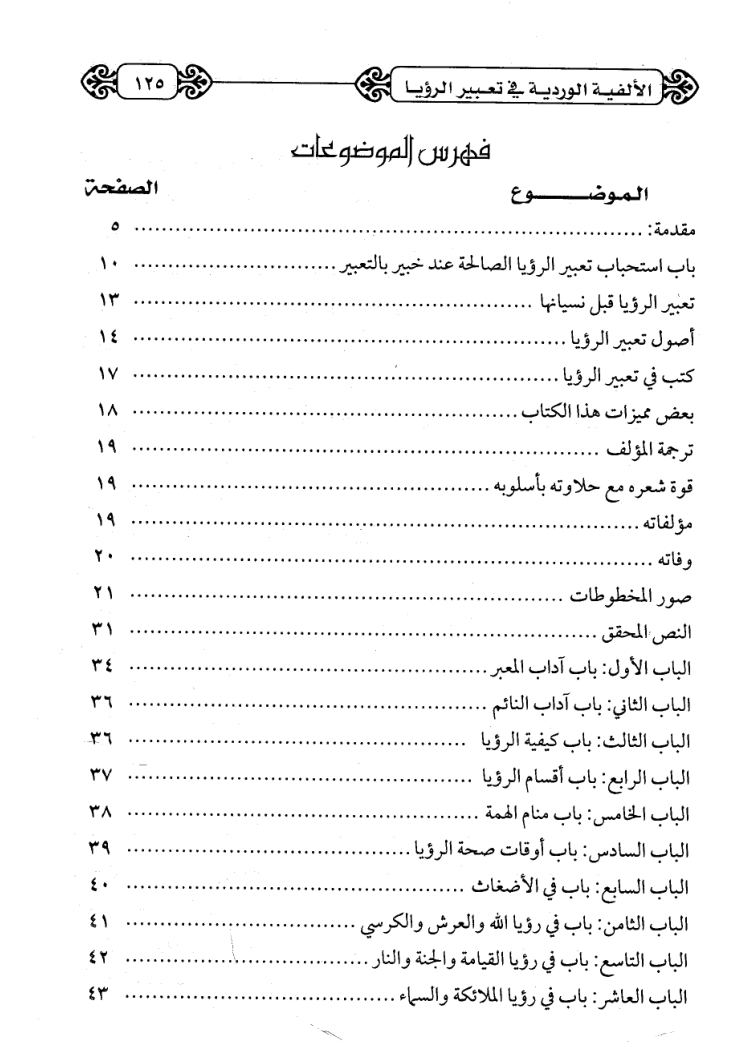 الألفية الوردية في تعبير الرؤيا ١٢٥
فهرس الموضوعات
الموضـــــوع الصفحة
مقدمة: ........ ٥
باب استحباب تعبير الرؤيا الصالحة عند خبير بالتعبير ........ ١٠
تعبير الرؤيا قبل نسيانها ........ ١٣
أصول تعبير الرؤيا ........ ١٤
كتب في تعبير الرؤيا ........ ١٧
بعض مميزات هذا الكتاب ........ ١٨
ترجمة المؤلف ........ ١٩
قوة شعره مع حلاوته بأسلوبه ........ ١٩
مؤلفاته ........ ١٩
وفاته ........ ٢٠
صور المخطوطات ........ ٢١
النص المحقق ........ ٣١
الباب الأول: باب آداب المعبر ........ ٣٤
الباب الثاني: باب آداب النائم ........ ٣٦
الباب الثالث: باب كيفية الرؤيا ........ ٣٦
الباب الرابع: باب أقسام الرؤيا ........ ٣٧
الباب الخامس: باب منام الهمة ........ ٣٨
الباب السادس: باب أوقات صحة الرؤيا ........ ٣٩
الباب السابع: باب في الأضغاث ........ ٤٠
الباب الثامن: باب في رؤيا الله والعرش والكرسي ........ ٤١
الباب التاسع: باب في رؤيا القيامة والجنة والنار ........ ٤٢
الباب العاشر: باب في رؤيا الملائكة والسماء ........ ٤٣